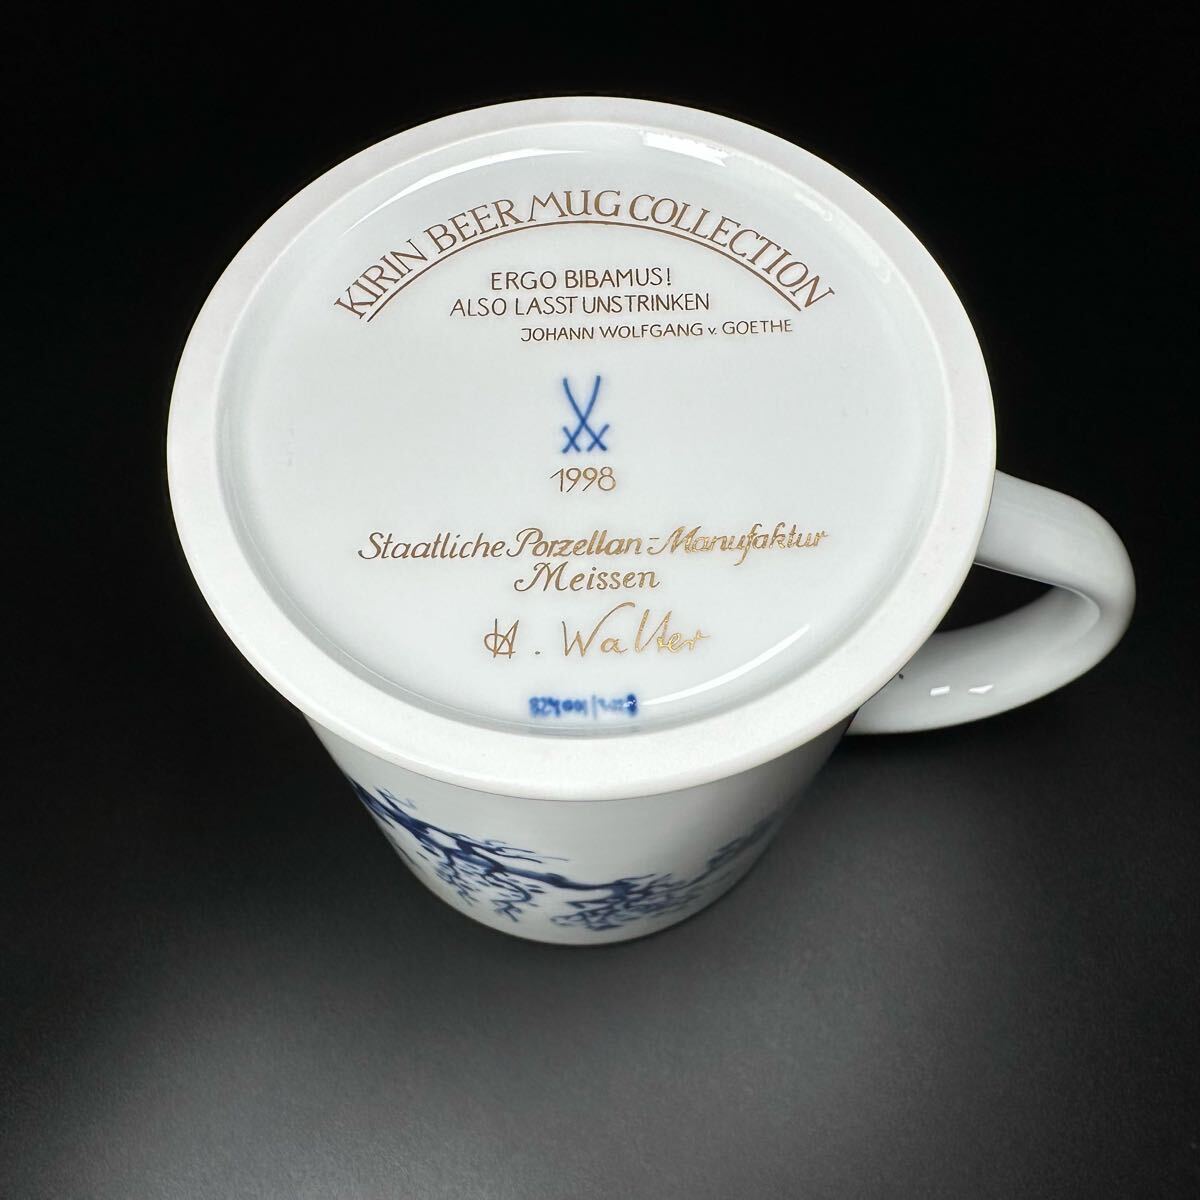 KIRIN BEER MUG COLLECTION
ERGO BIBAMUS!
ALSO LASST UNS TRINKEN
JOHANN WOLFGANG v. GOETHE
1998
Staatliche Porzellan-Manufaktur
Meissen
H. Walter